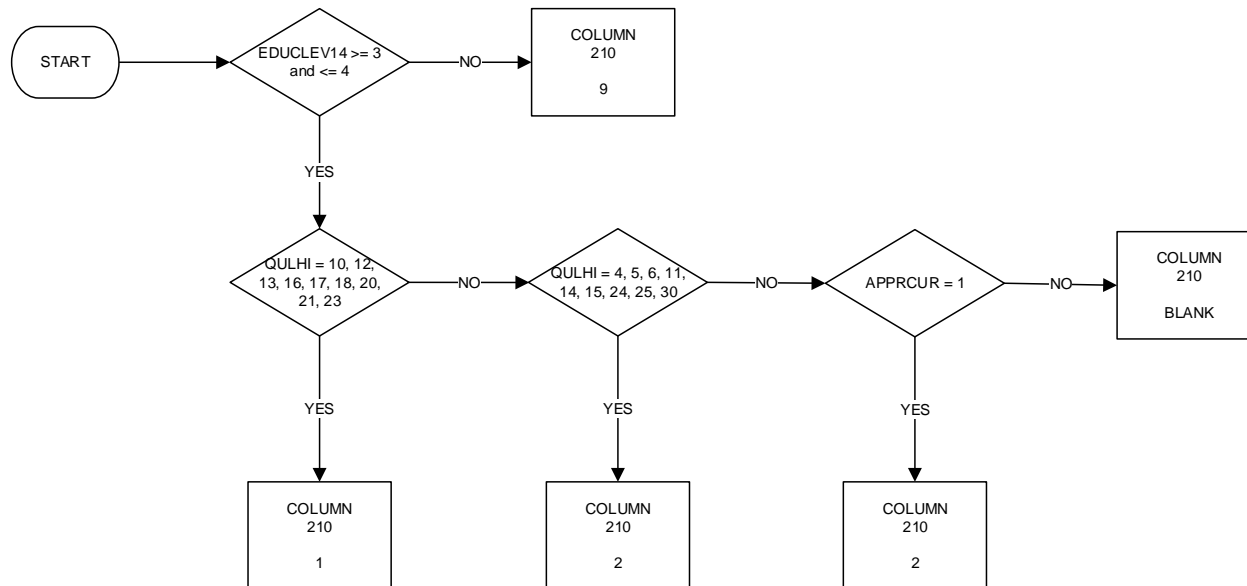 START
EDUCLEV14 >= 3
and <= 4
NO
COLUMN
210
9
YES
QULHI = 10, 12,
13, 16, 17, 18, 20,
21, 23
NO
QULHI = 4, 5, 6, 11,
14, 15, 24, 25, 30
NO
APPRCUR = 1
NO
COLUMN
210
BLANK
YES
YES
YES
COLUMN
210
1
COLUMN
210
2
COLUMN
210
2